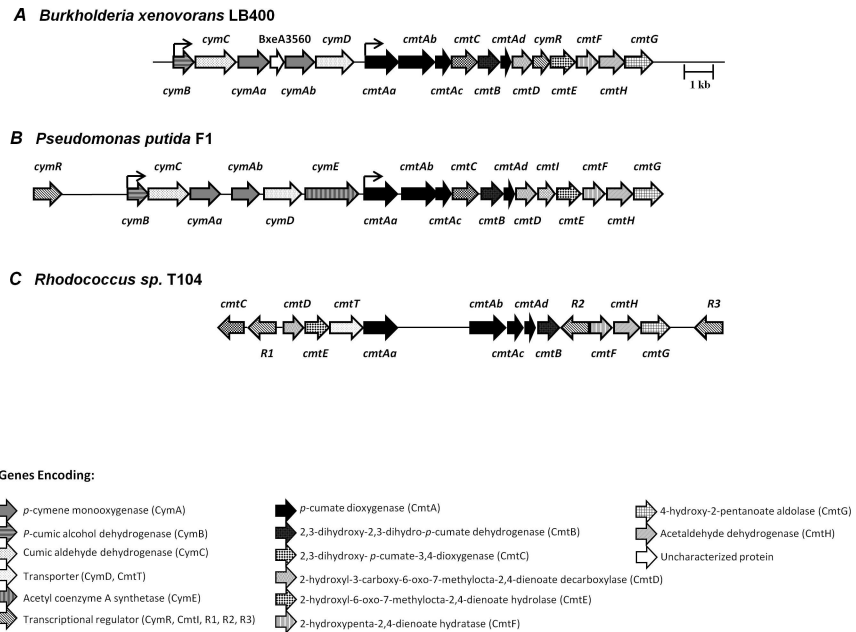 A Burkholderia xenovorans LB400
cymC BxeA3560 cymD cmtAb cmtC cmtAd cymR cmtF cmtG
cymB cymAa cymAb cmtAa cmtAc cmtB cmtD cmtE cmtH
1 kb
B Pseudomonas putida F1
cymR cymC cymAb cymE cmtAb cmtC cmtAd cmtI cmtF cmtG
cymB cymAa cymD cmtAa cmtAc cmtB cmtD cmtE cmtH
C Rhodococcus sp. T104
cmtC cmtD cmtT cmtAb cmtAd R2 cmtH R3
R1 cmtE cmtAa cmtAc cmtB cmtF cmtG
Genes Encoding:
p-cymene monooxygenase (CymA)
P-cumic alcohol dehydrogenase (CymB)
Cumic aldehyde dehydrogenase (CymC)
Transporter (CymD, CmtT)
Acetyl coenzyme A synthetase (CymE)
Transcriptional regulator (CymR, CmtI, R1, R2, R3)
p-cumate dioxygenase (CmtA)
2,3-dihydroxy-2,3-dihydro-p-cumate dehydrogenase (CmtB)
2,3-dihydroxy- p-cumate-3,4-dioxygenase (CmtC)
2-hydroxyl-3-carboxy-6-oxo-7-methylocta-2,4-dienoate decarboxylase (CmtD)
2-hydroxyl-6-oxo-7-methylocta-2,4-dienoate hydrolase (CmtE)
2-hydroxypenta-2,4-dienoate hydratase (CmtF)
4-hydroxy-2-pentanoate aldolase (CmtG)
Acetaldehyde dehydrogenase (CmtH)
Uncharacterized protein